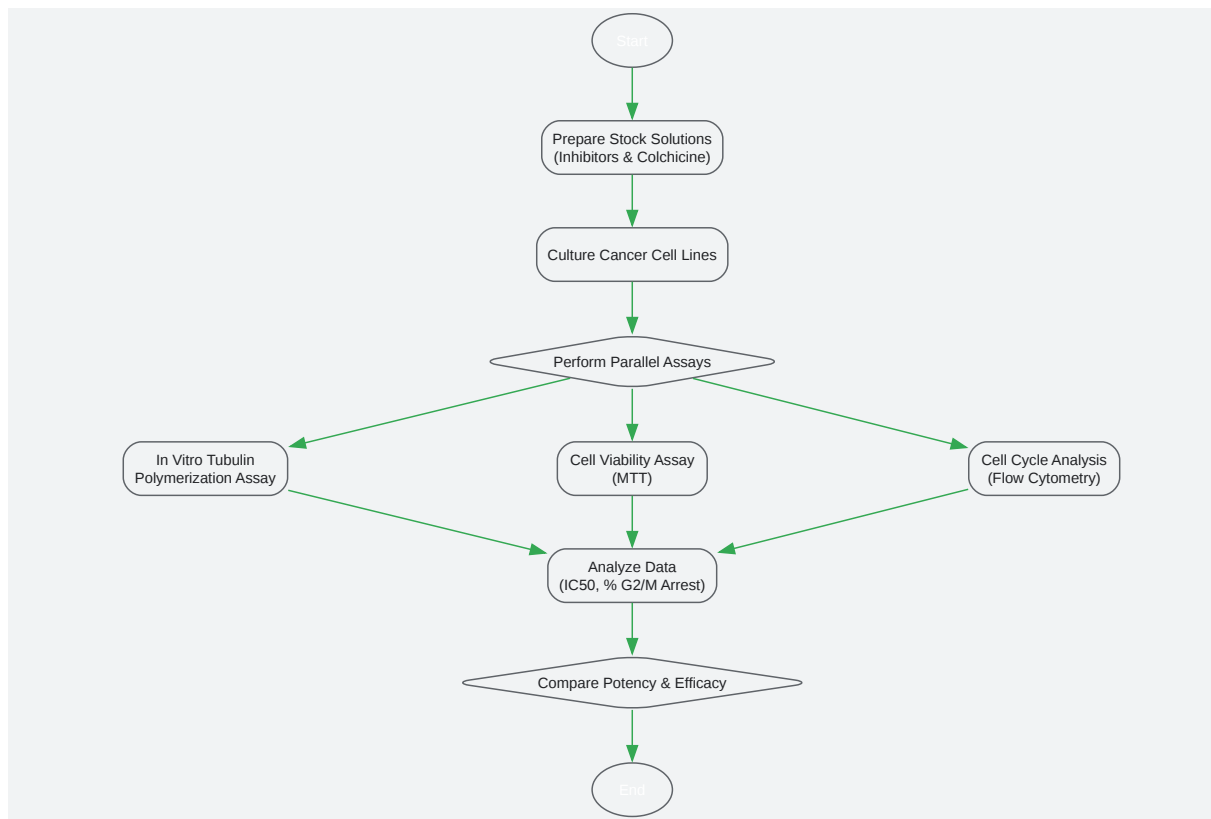 Start
Prepare Stock Solutions
(Inhibitors & Colchicine)
Culture Cancer Cell Lines
Perform Parallel Assays
In Vitro Tubulin
Polymerization Assay
Cell Viability Assay
(MTT)
Cell Cycle Analysis
(Flow Cytometry)
Analyze Data
(IC50, % G2/M Arrest)
Compare Potency & Efficacy
End